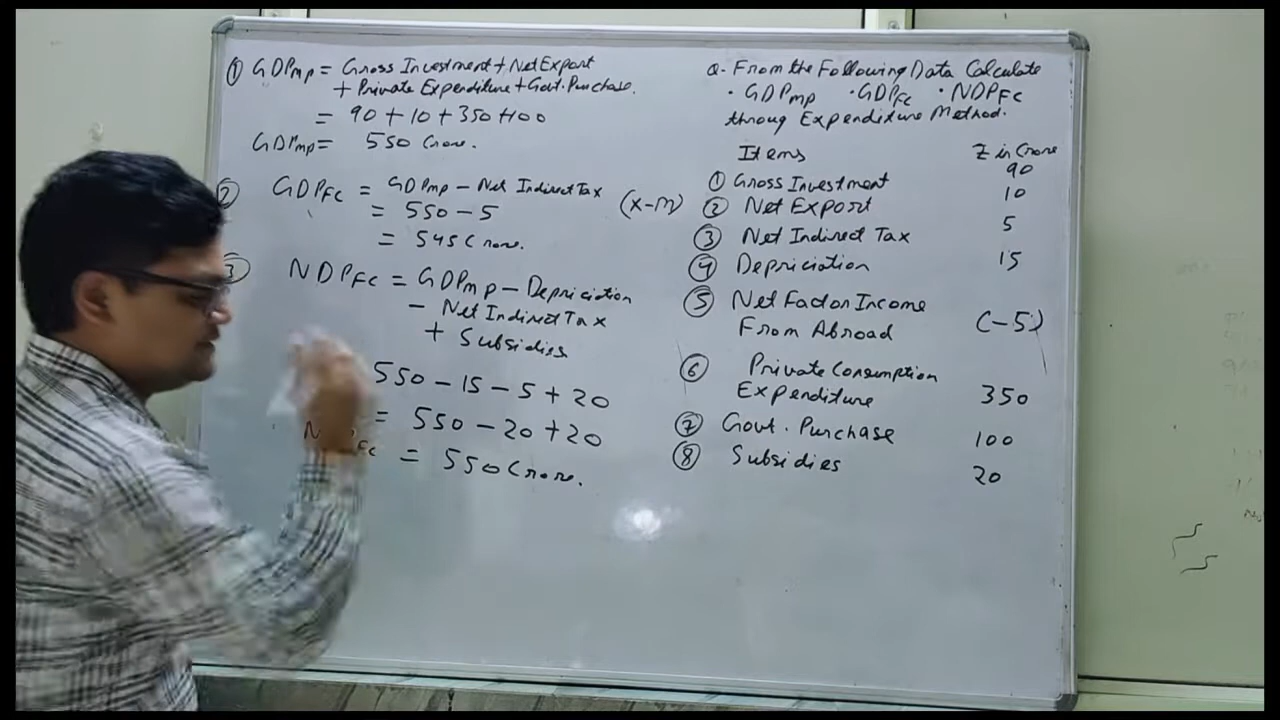 ① GDPmp = Gross Investment + Net Export
+ Private Expenditure + Govt. Purchase.
= 90 + 10 + 350 + 100
GDPmp = 550 Crore.
② GDPFC = GDPmp - Net Indirect Tax
= 550 - 5
= 545 Crore.
③ NDPFC = GDPmp - Depriciation
- Net Indirect Tax
+ Subsidies
550 - 15 - 5 + 20
= 550 - 20 + 20
= 550 Crore.
Q. From the Following Data Calculate
• GDPmp • GDPFC • NDPFC
throug Expenditure Method.
Items ₹ in Crore
① Gross Investment 90
(X-M) ② Net Export 10
③ Net Indirect Tax 5
④ Depriciation 15
⑤ Net Factor Income
From Abroad (-5)
⑥ Private Consumption
Expenditure 350
⑦ Govt. Purchase 100
⑧ Subsidies 20